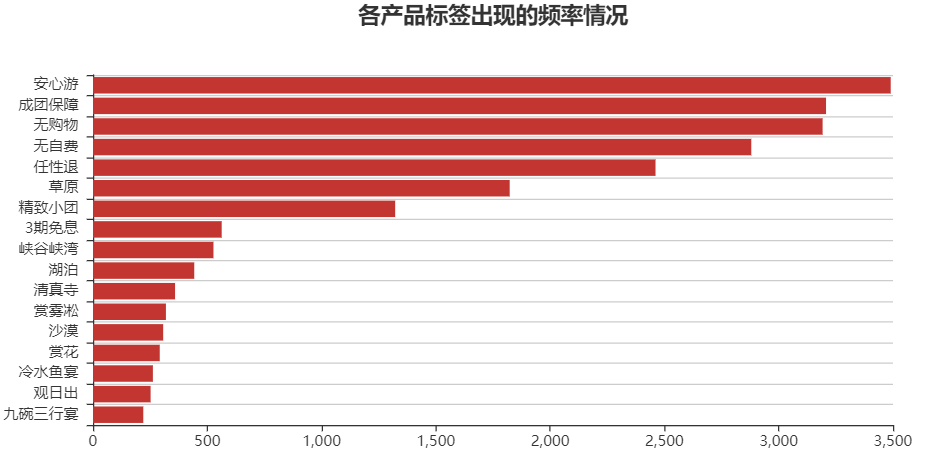 各产品标签出现的频率情况
安心游
成团保障
无购物
无自费
任性退
草原
精致小团
3期免息
峡谷峡湾
湖泊
清真寺
赏雾凇
沙漠
赏花
冷水鱼宴
观日出
九碗三行宴
0 500 1,000 1,500 2,000 2,500 3,000 3,500